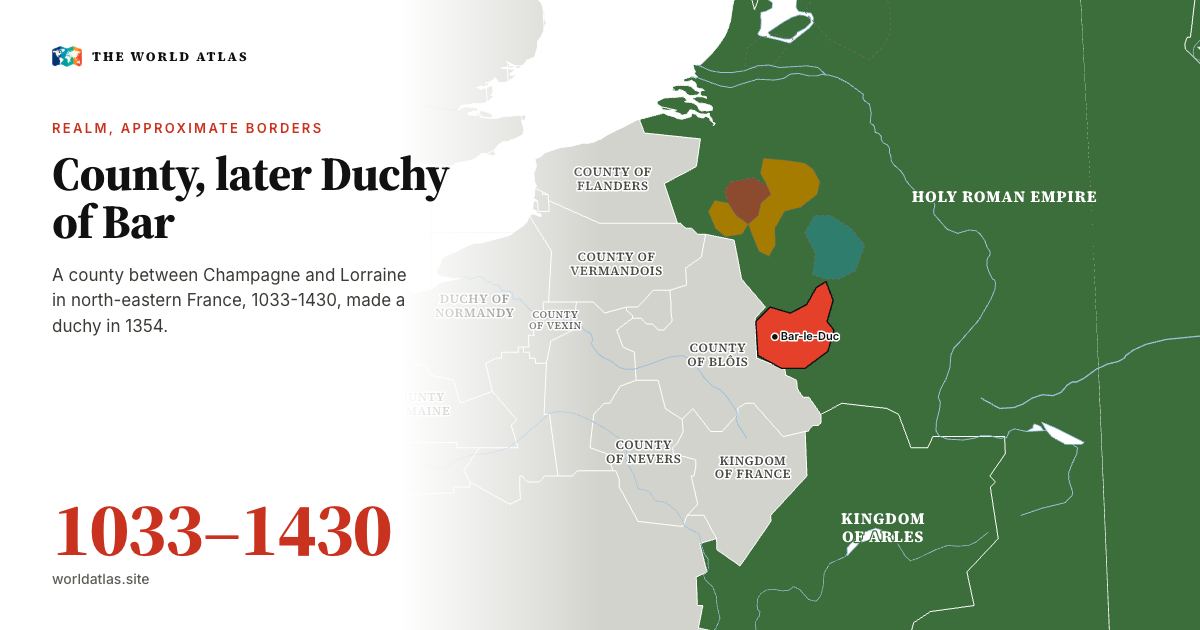 THE WORLD ATLAS
REALM, APPROXIMATE BORDERS
County, later Duchy
of Bar
A county between Champagne and Lorraine
in north-eastern France, 1033-1430, made a
duchy in 1354.
1033–1430
worldatlas.site
COUNTY OF
FLANDERS
HOLY ROMAN EMPIRE
COUNTY OF
VERMANDOIS
DUCHY OF
NORMANDY
COUNTY
OF VEXIN
Bar-le-Duc
COUNTY
OF BLÔIS
UNTY
MAINE
COUNTY
OF NEVERS
KINGDOM
OF FRANCE
KINGDOM
OF ARLES